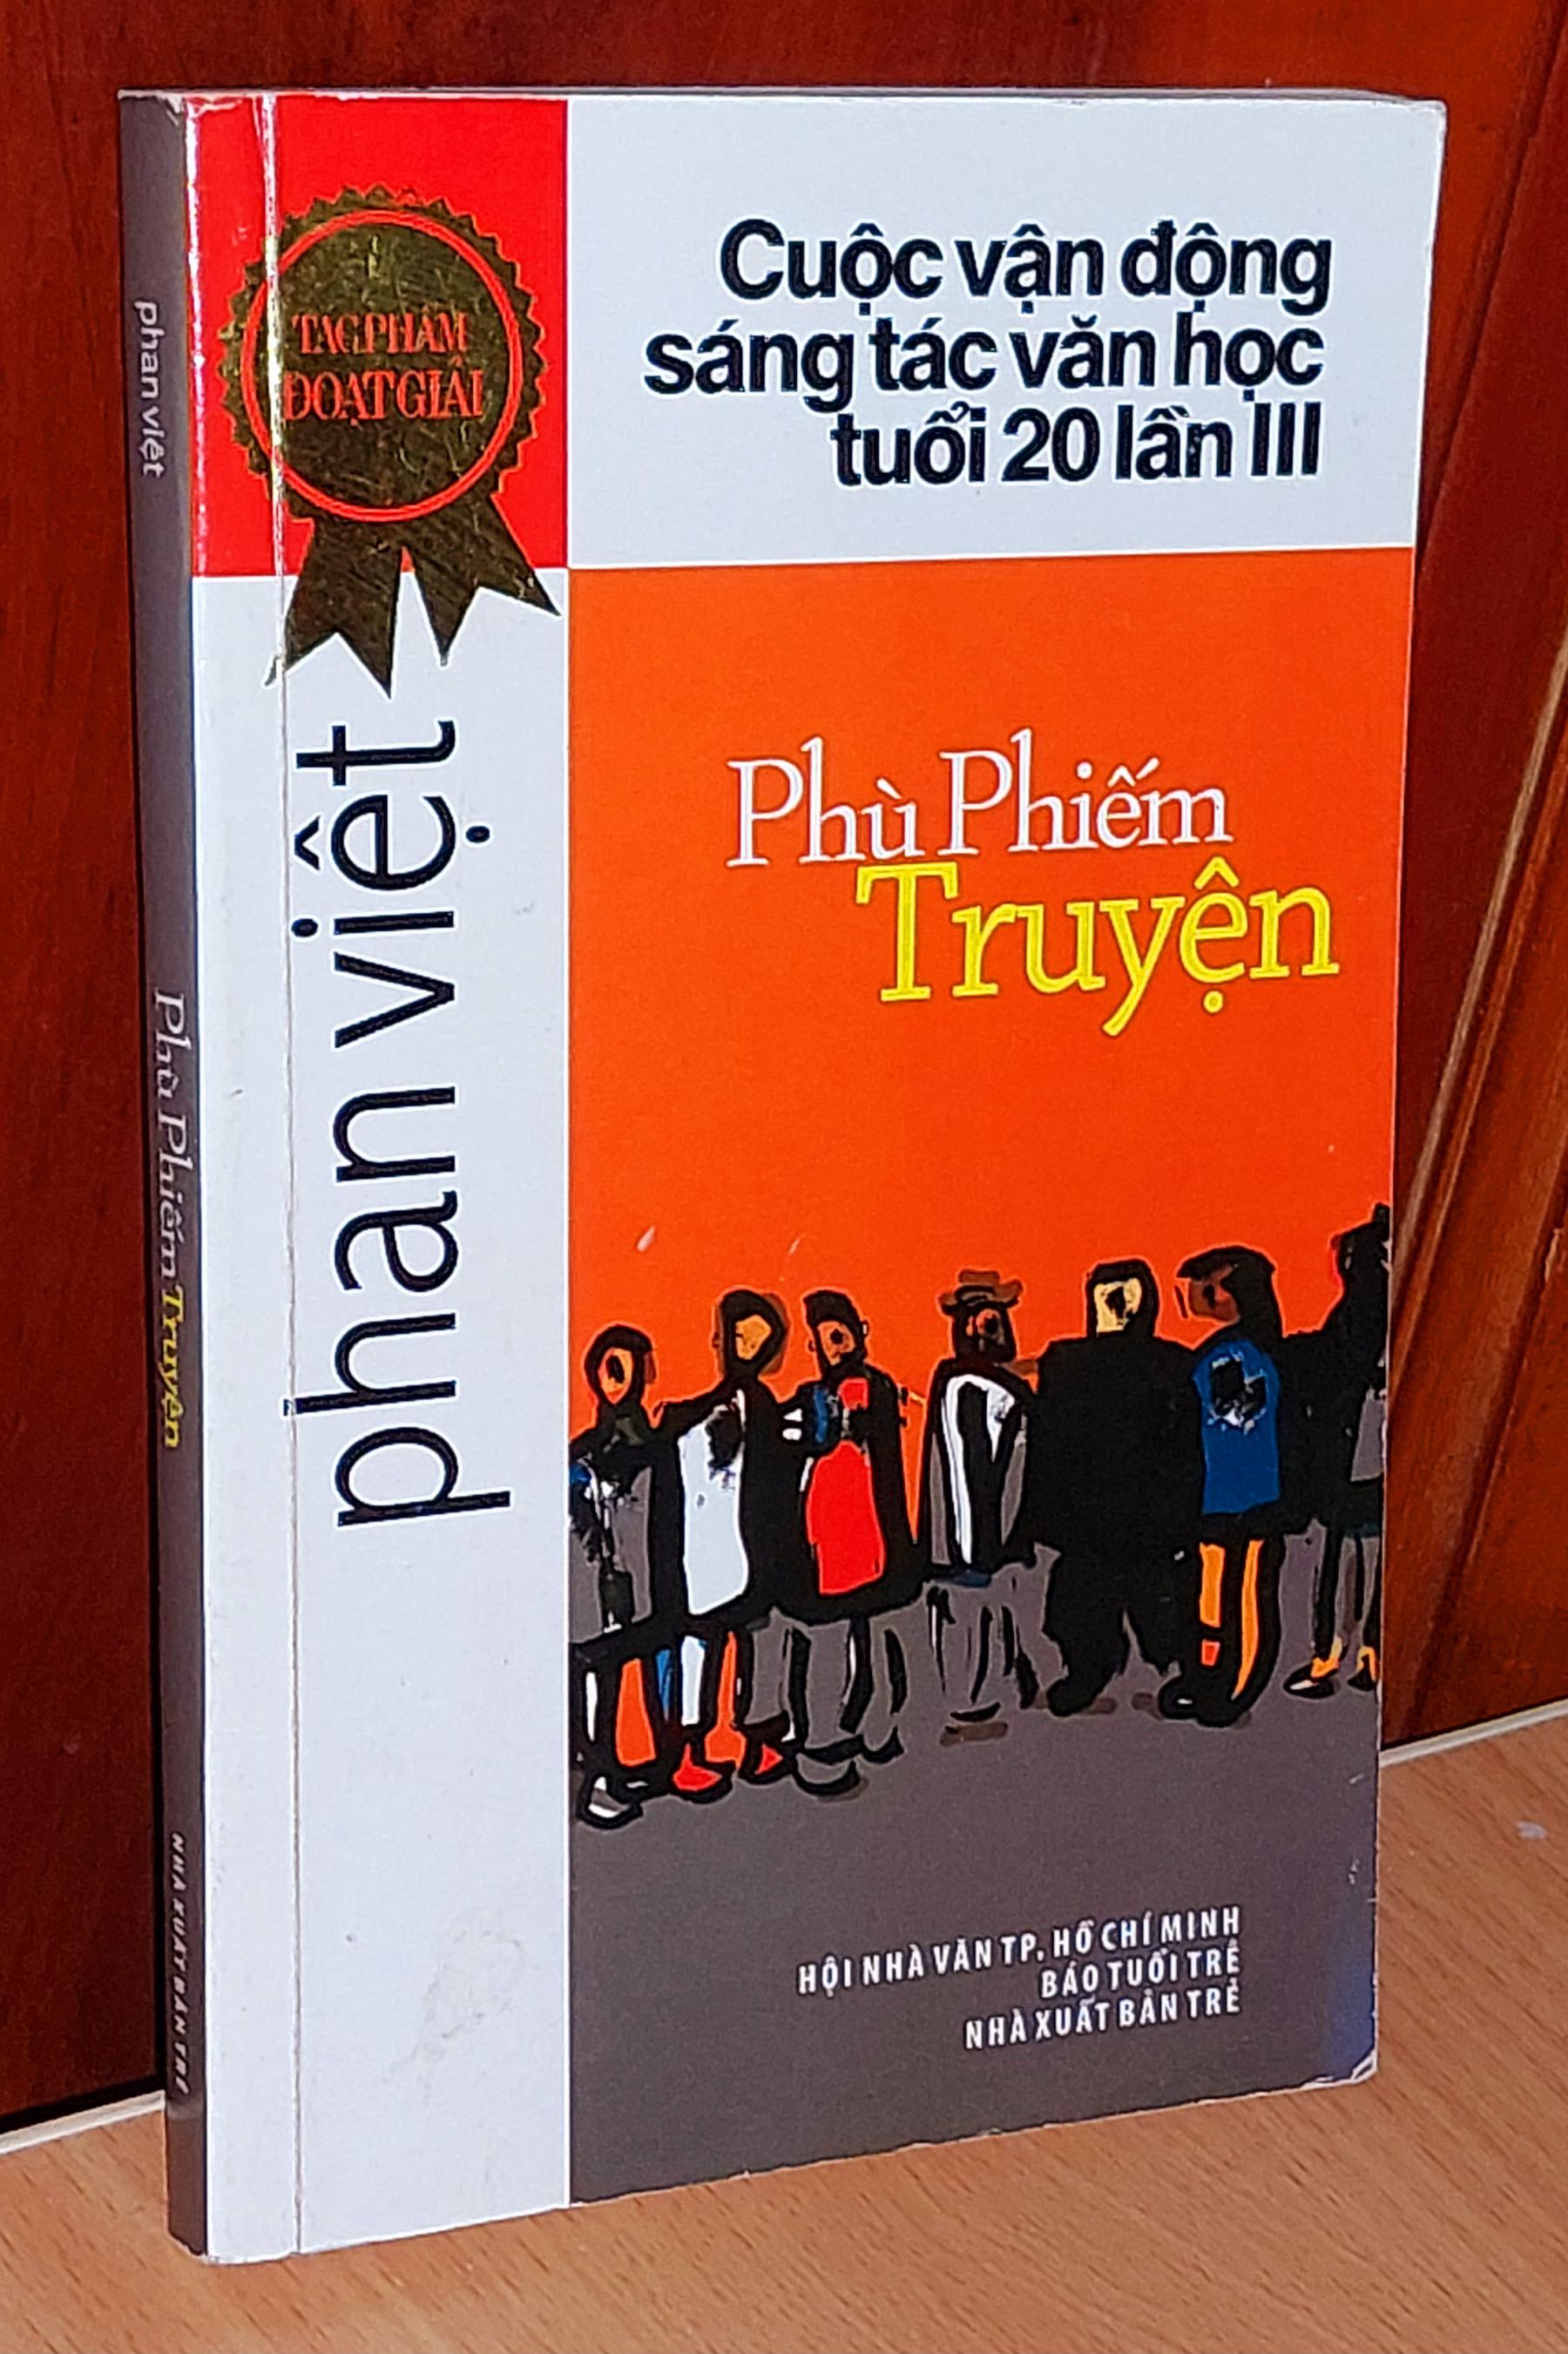 phan việt
Phù Phiếm Truyện
NHÀ XUẤT BẢN TRẺ
TÁC PHẨM
ĐOẠT GIẢI
Cuộc vận động
sáng tác văn học
tuổi 20 lần III
phan việt
Phù Phiếm
Truyện
HỘI NHÀ VĂN TP. HỒ CHÍ MINH
BÁO TUỔI TRẺ
NHÀ XUẤT BẢN TRẺ